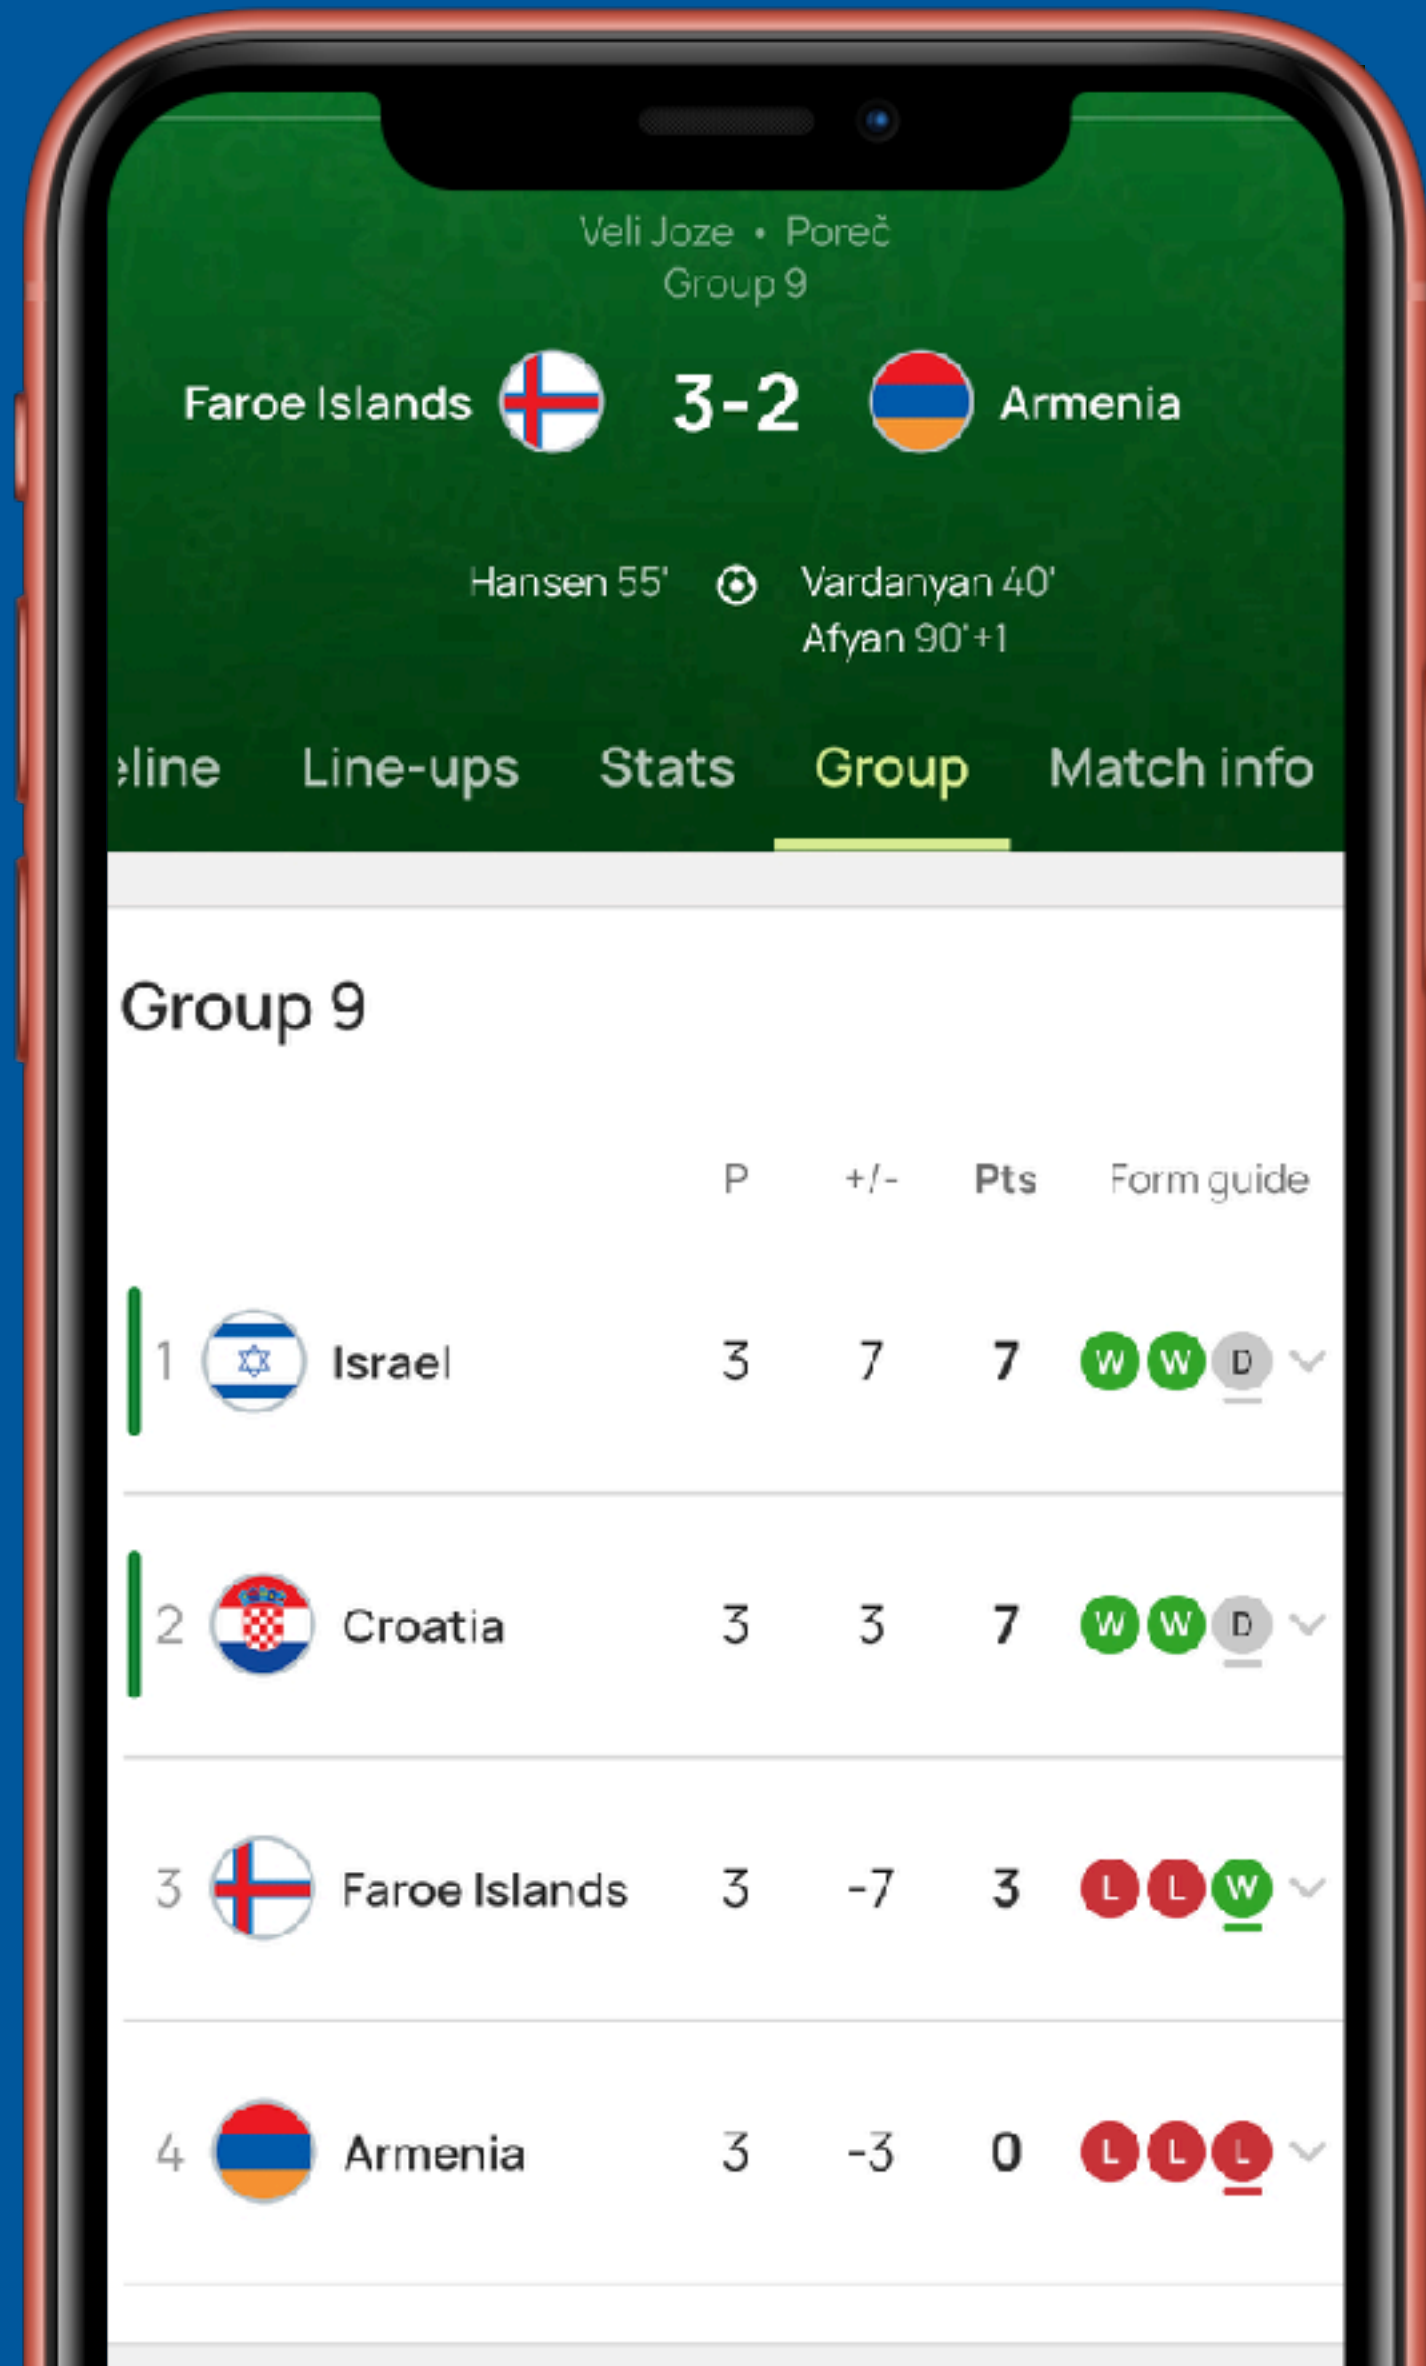 Veli Joze • Poreč
Group 9
Faroe Islands 3-2 Armenia
Hansen 55' Vardanyan 40'
Afyan 90'+1
eline Line-ups Stats Group Match info
Group 9
P +/- Pts Form guide
1 Israel 3 7 7 W W D
2 Croatia 3 3 7 W W D
3 Faroe Islands 3 -7 3 L L W
4 Armenia 3 -3 0 L L L